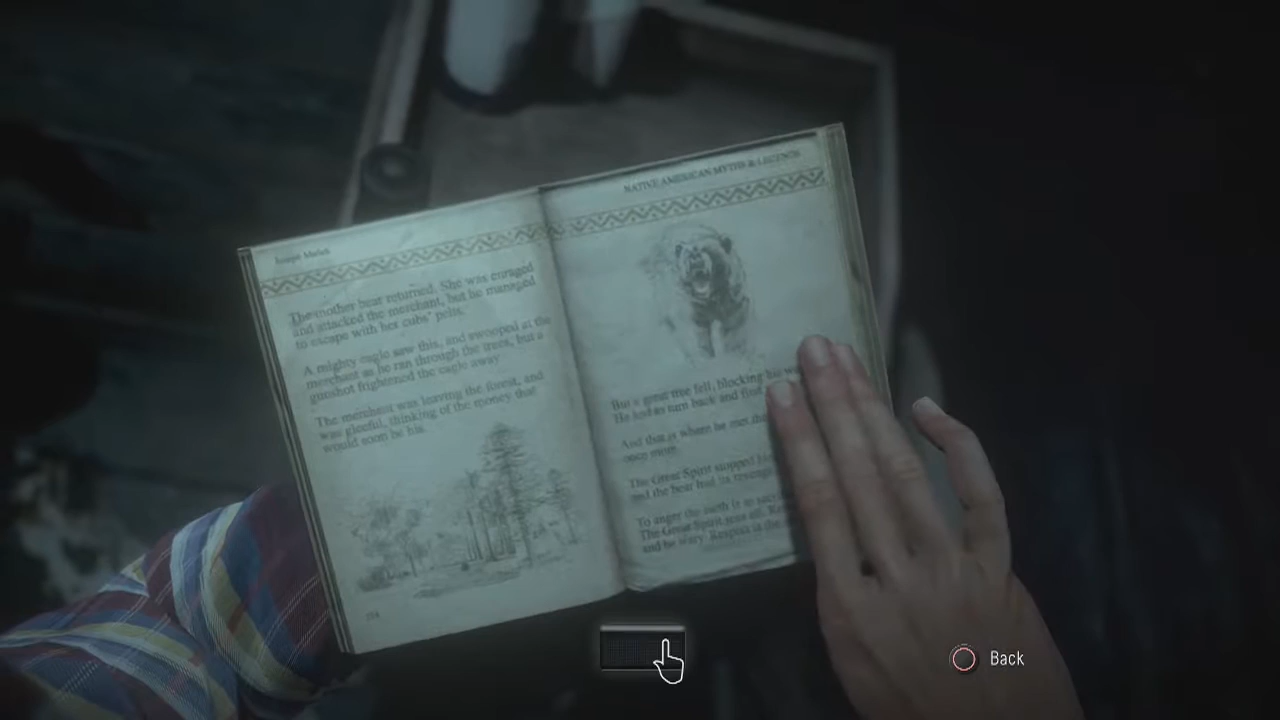 Joseph
The mother bear returned. She was enraged
and attacked the merchant, but he managed
to escape with her cubs' pelts.
A mighty eagle saw this, and swooped at the
merchant as he ran through the trees, but a
gunshot frightened the eagle away
The merchant was leaving the forest, and
was gleeful, thinking of the money that
would soon be his.
NATIVE AMERICAN MYTHS & LEGENDS
But a great tree fell, blocking his
He had to turn back and find
And that is where he met the
once more.
The Great Spirit stopped
and the bear had its revenge
To anger the earth is to
The Great Spirit sees all.
and be wary. Respect is the
Back